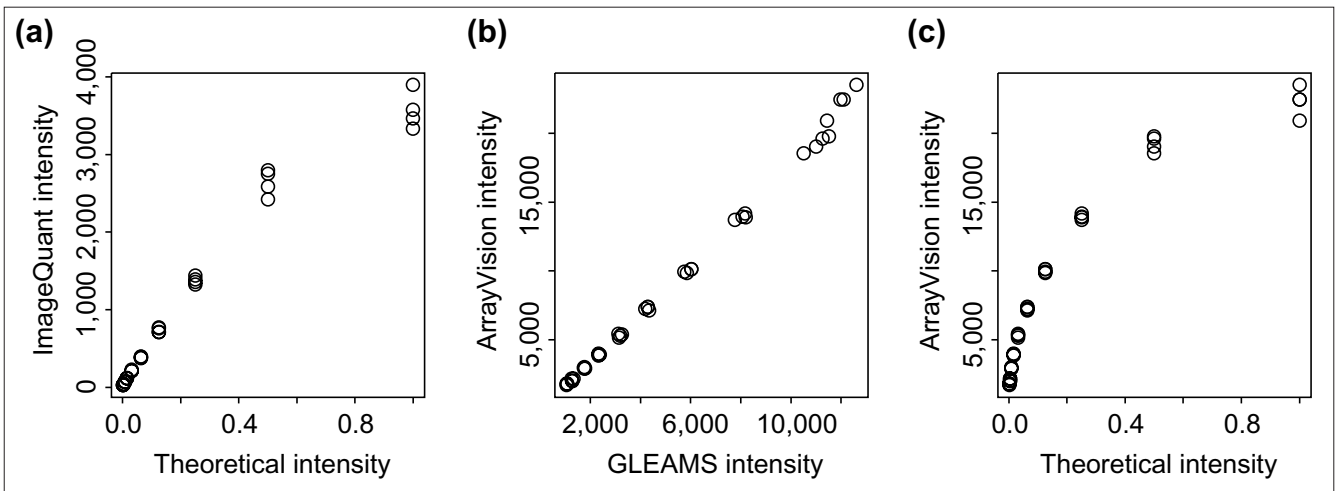 (a)
ImageQuant intensity
4,000
3,000
2,000
1,000
0
0.0 0.4 0.8
Theoretical intensity
(b)
ArrayVision intensity
15,000
5,000
2,000 6,000 10,000
GLEAMS intensity
(c)
ArrayVision intensity
15,000
5,000
0.0 0.4 0.8
Theoretical intensity